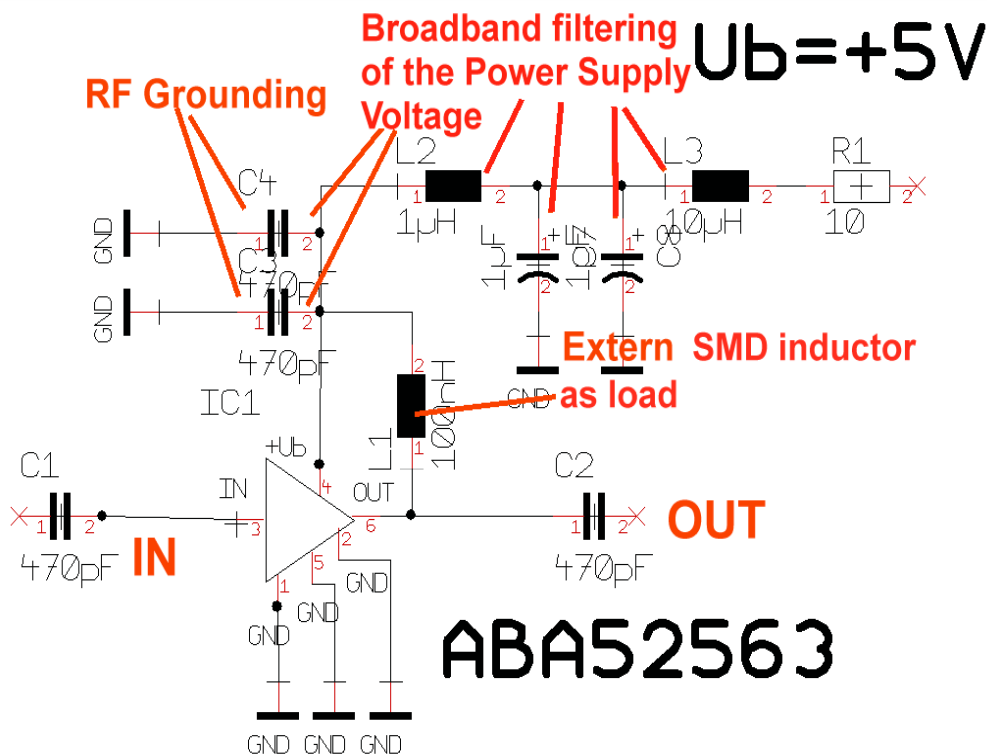 Broadband filtering
of the Power Supply
Voltage
Ub=+5V
RF Grounding
L2
1 2
1µH
L3
1 2
10µH
R1
1 2
10
C4
1 2
470pF
GND
C3
1 2
470pF
GND
1µF
1 2
+
1µF
1 2
+
C8
GND
Extern SMD inductor
as load
IC1
+Ub
4
L1
100nH
2
1
C1
1 2
470pF
IN
3
IN
OUT
6
C2
1 2
470pF
OUT
2
GND
5
GND
1
GND
ABA52563
GND GND GND